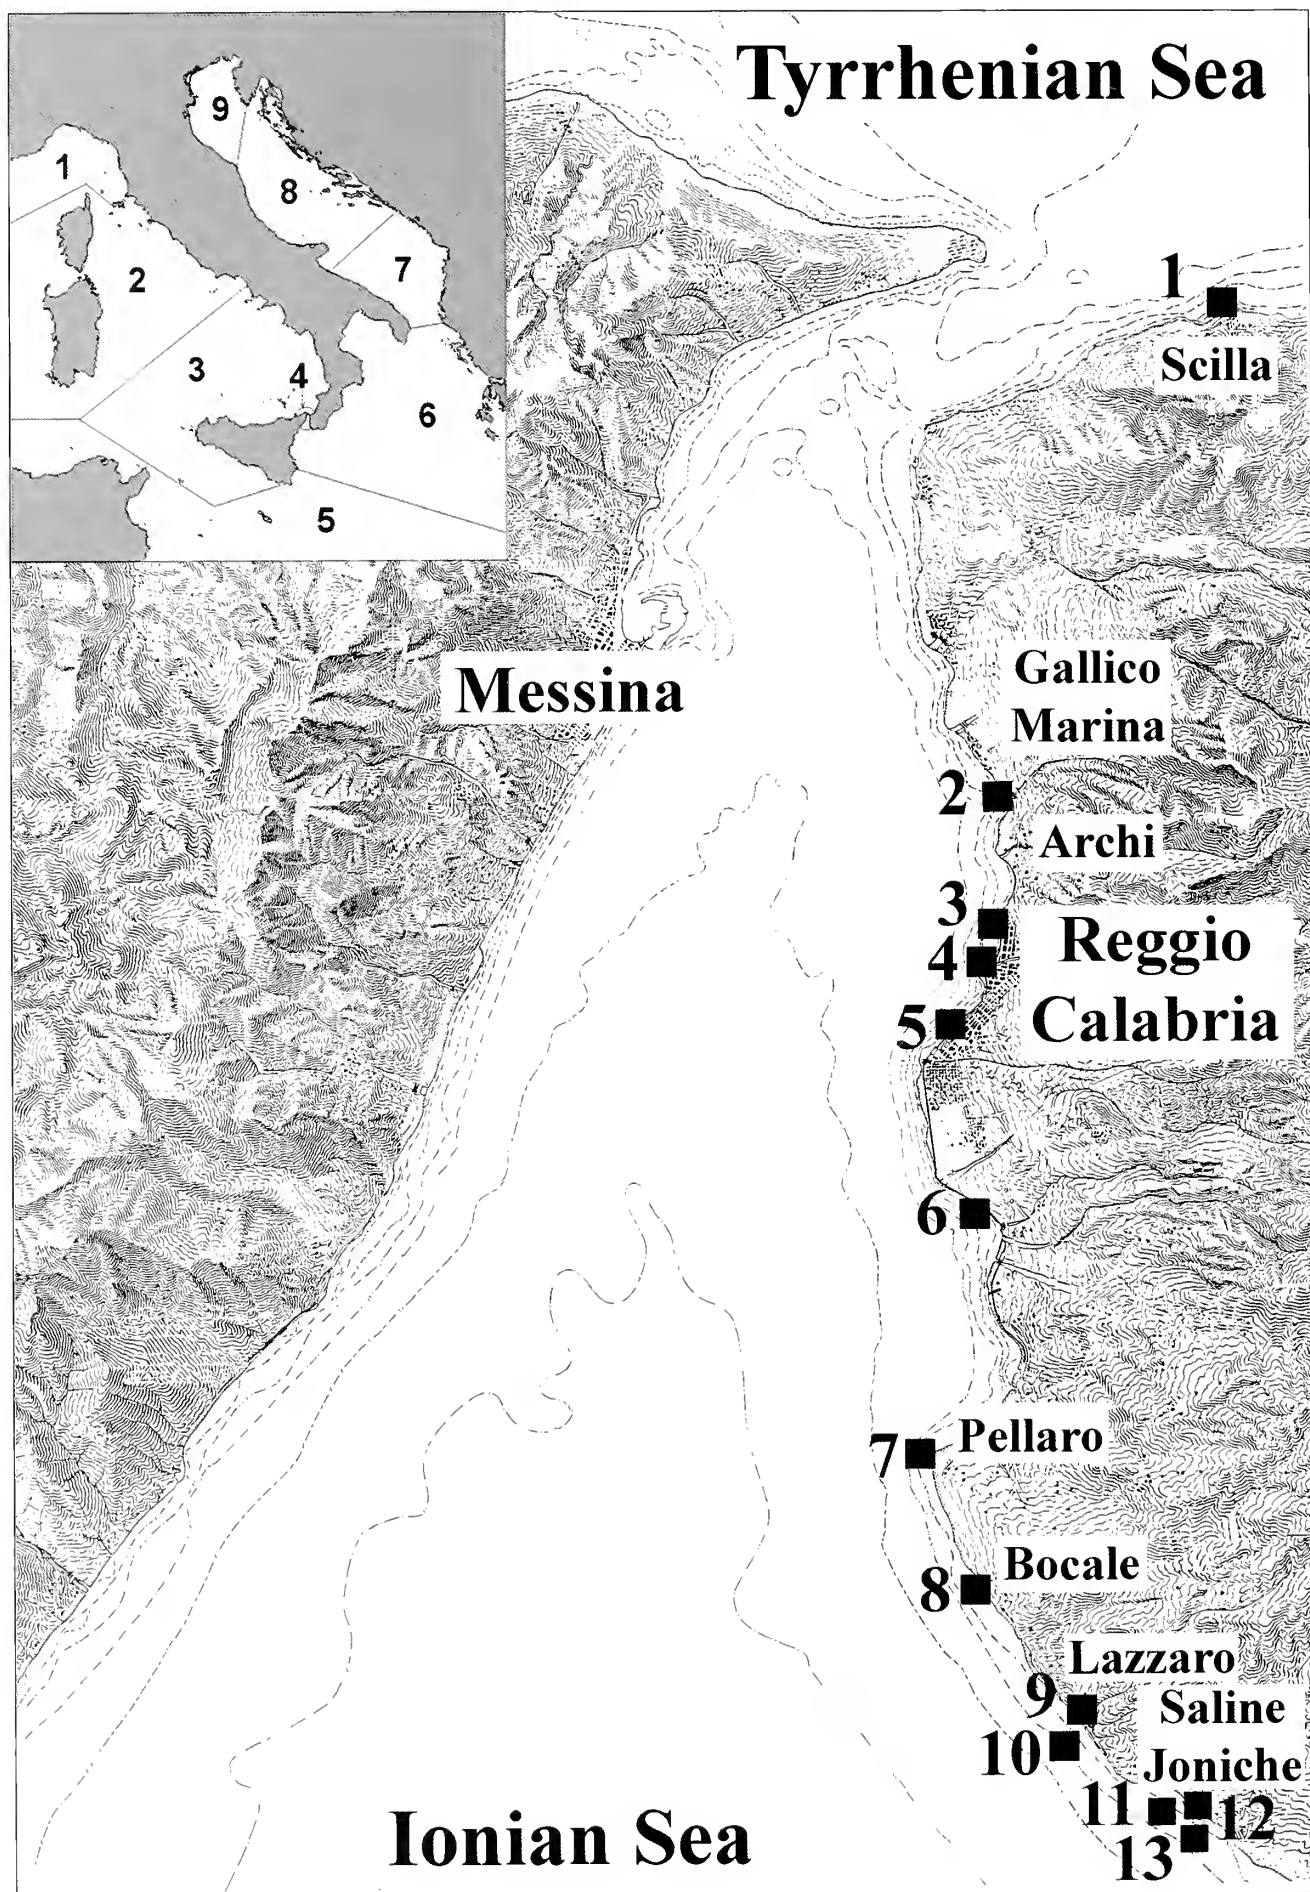 Tyrrhenian Sea
9
1
8
2
7
3
4
6
5
1
Scilla
Gallico
Marina
Messina
2
Archi
3
Reggio
4
Calabria
5
6
7
Pellaro
8
Bocale
Lazzaro
9
Saline
10
Joniche
11
12
13
Ionian Sea